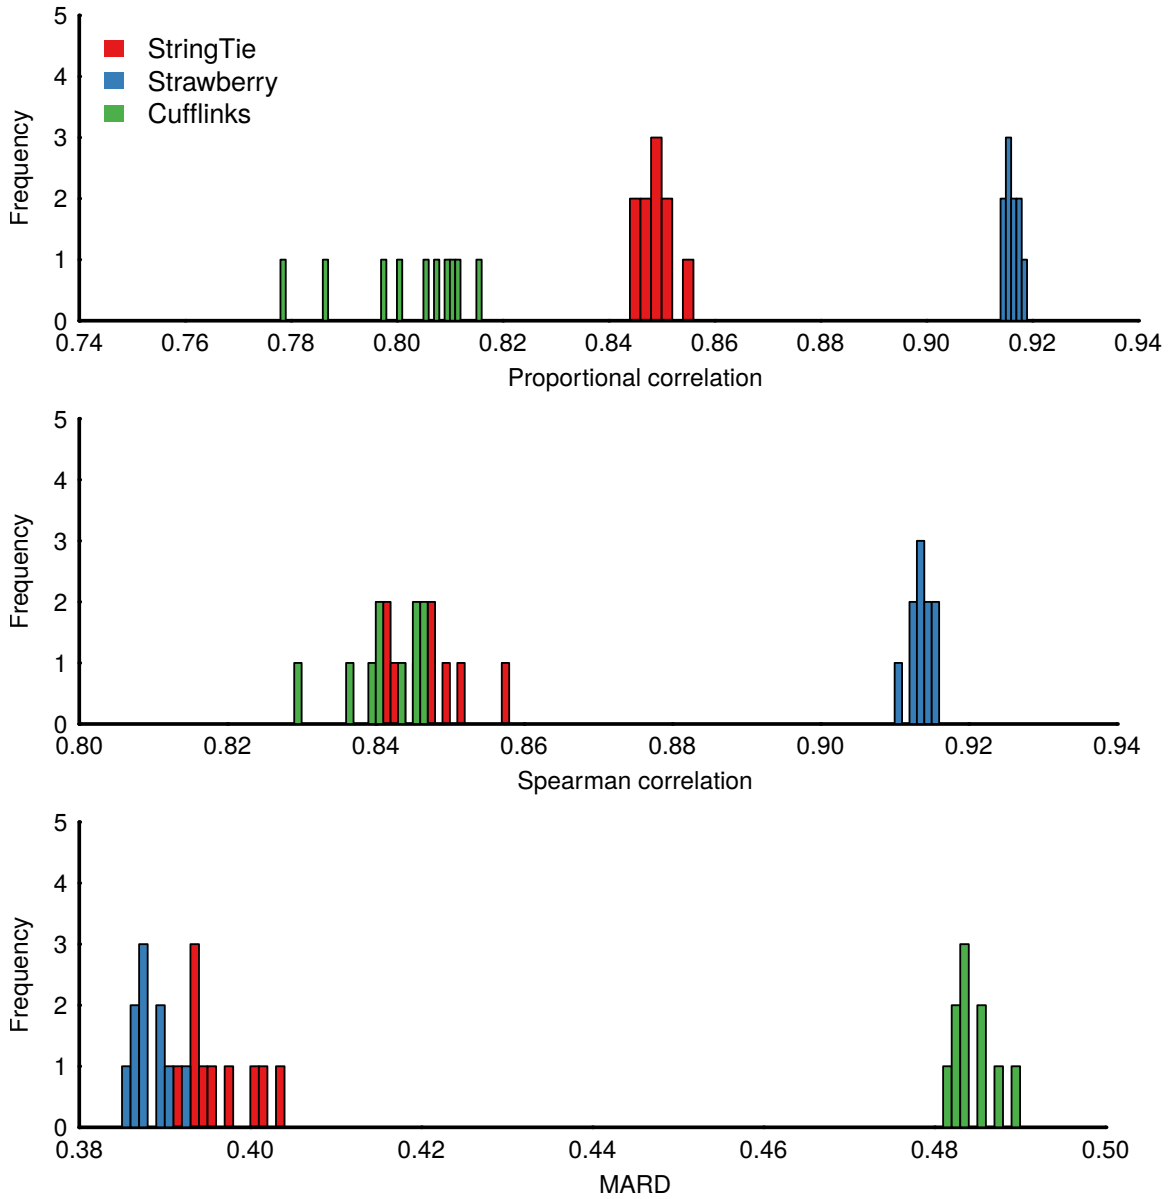 5
4
3
2
1
0
Frequency
StringTie
Strawberry
Cufflinks
0.74 0.76 0.78 0.80 0.82 0.84 0.86 0.88 0.90 0.92 0.94
Proportional correlation
5
4
3
2
1
0
Frequency
0.80 0.82 0.84 0.86 0.88 0.90 0.92 0.94
Spearman correlation
5
4
3
2
1
0
Frequency
0.38 0.40 0.42 0.44 0.46 0.48 0.50
MARD